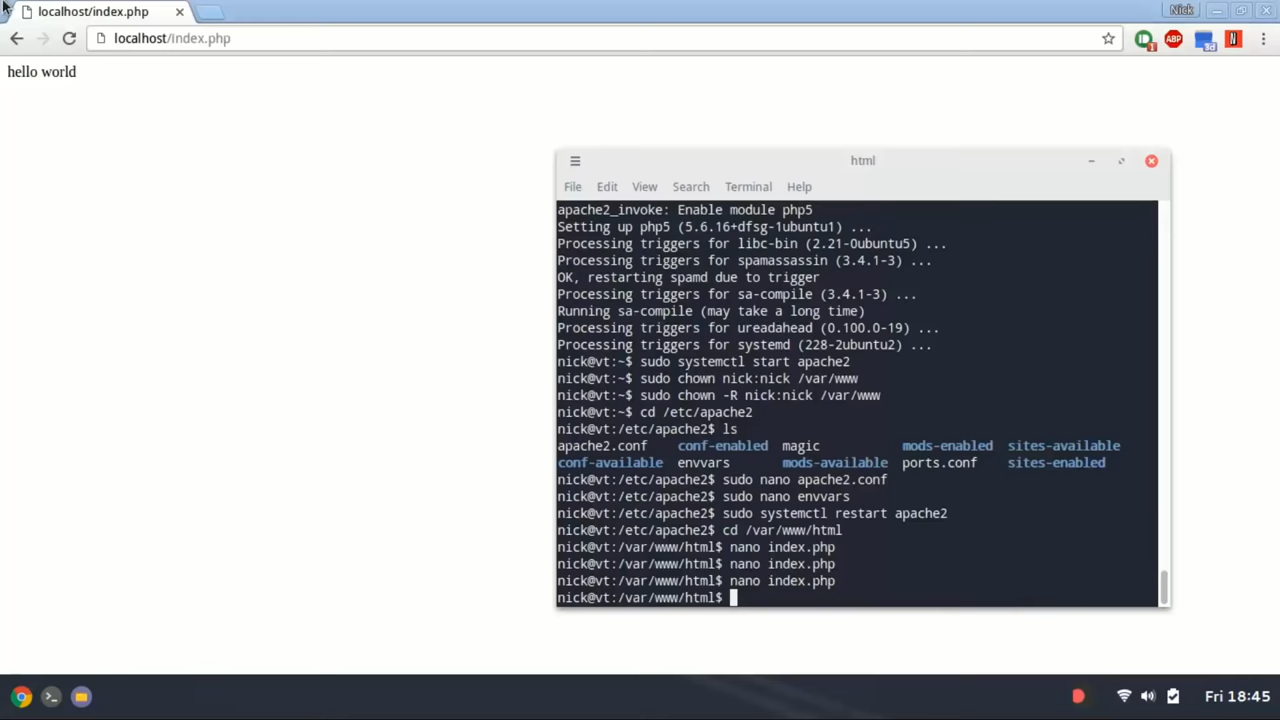 localhost/index.php
Nick
localhost/index.php
1
ABP
3d
N
hello world
html
File Edit View Search Terminal Help
apache2_invoke: Enable module php5
Setting up php5 (5.6.16+dfsg-1ubuntu1) ...
Processing triggers for libc-bin (2.21-0ubuntu5) ...
Processing triggers for spamassassin (3.4.1-3) ...
OK, restarting spamd due to trigger
Processing triggers for sa-compile (3.4.1-3) ...
Running sa-compile (may take a long time)
Processing triggers for ureadahead (0.100.0-19) ...
Processing triggers for systemd (228-2ubuntu2) ...
nick@vt:~$ sudo systemctl start apache2
nick@vt:~$ sudo chown nick:nick /var/www
nick@vt:~$ sudo chown -R nick:nick /var/www
nick@vt:~$ cd /etc/apache2
nick@vt:/etc/apache2$ ls
apache2.conf conf-enabled magic mods-enabled sites-available
conf-available envvars mods-available ports.conf sites-enabled
nick@vt:/etc/apache2$ sudo nano apache2.conf
nick@vt:/etc/apache2$ sudo nano envvars
nick@vt:/etc/apache2$ sudo systemctl restart apache2
nick@vt:/etc/apache2$ cd /var/www/html
nick@vt:/var/www/html$ nano index.php
nick@vt:/var/www/html$ nano index.php
nick@vt:/var/www/html$ nano index.php
nick@vt:/var/www/html$
Fri 18:45